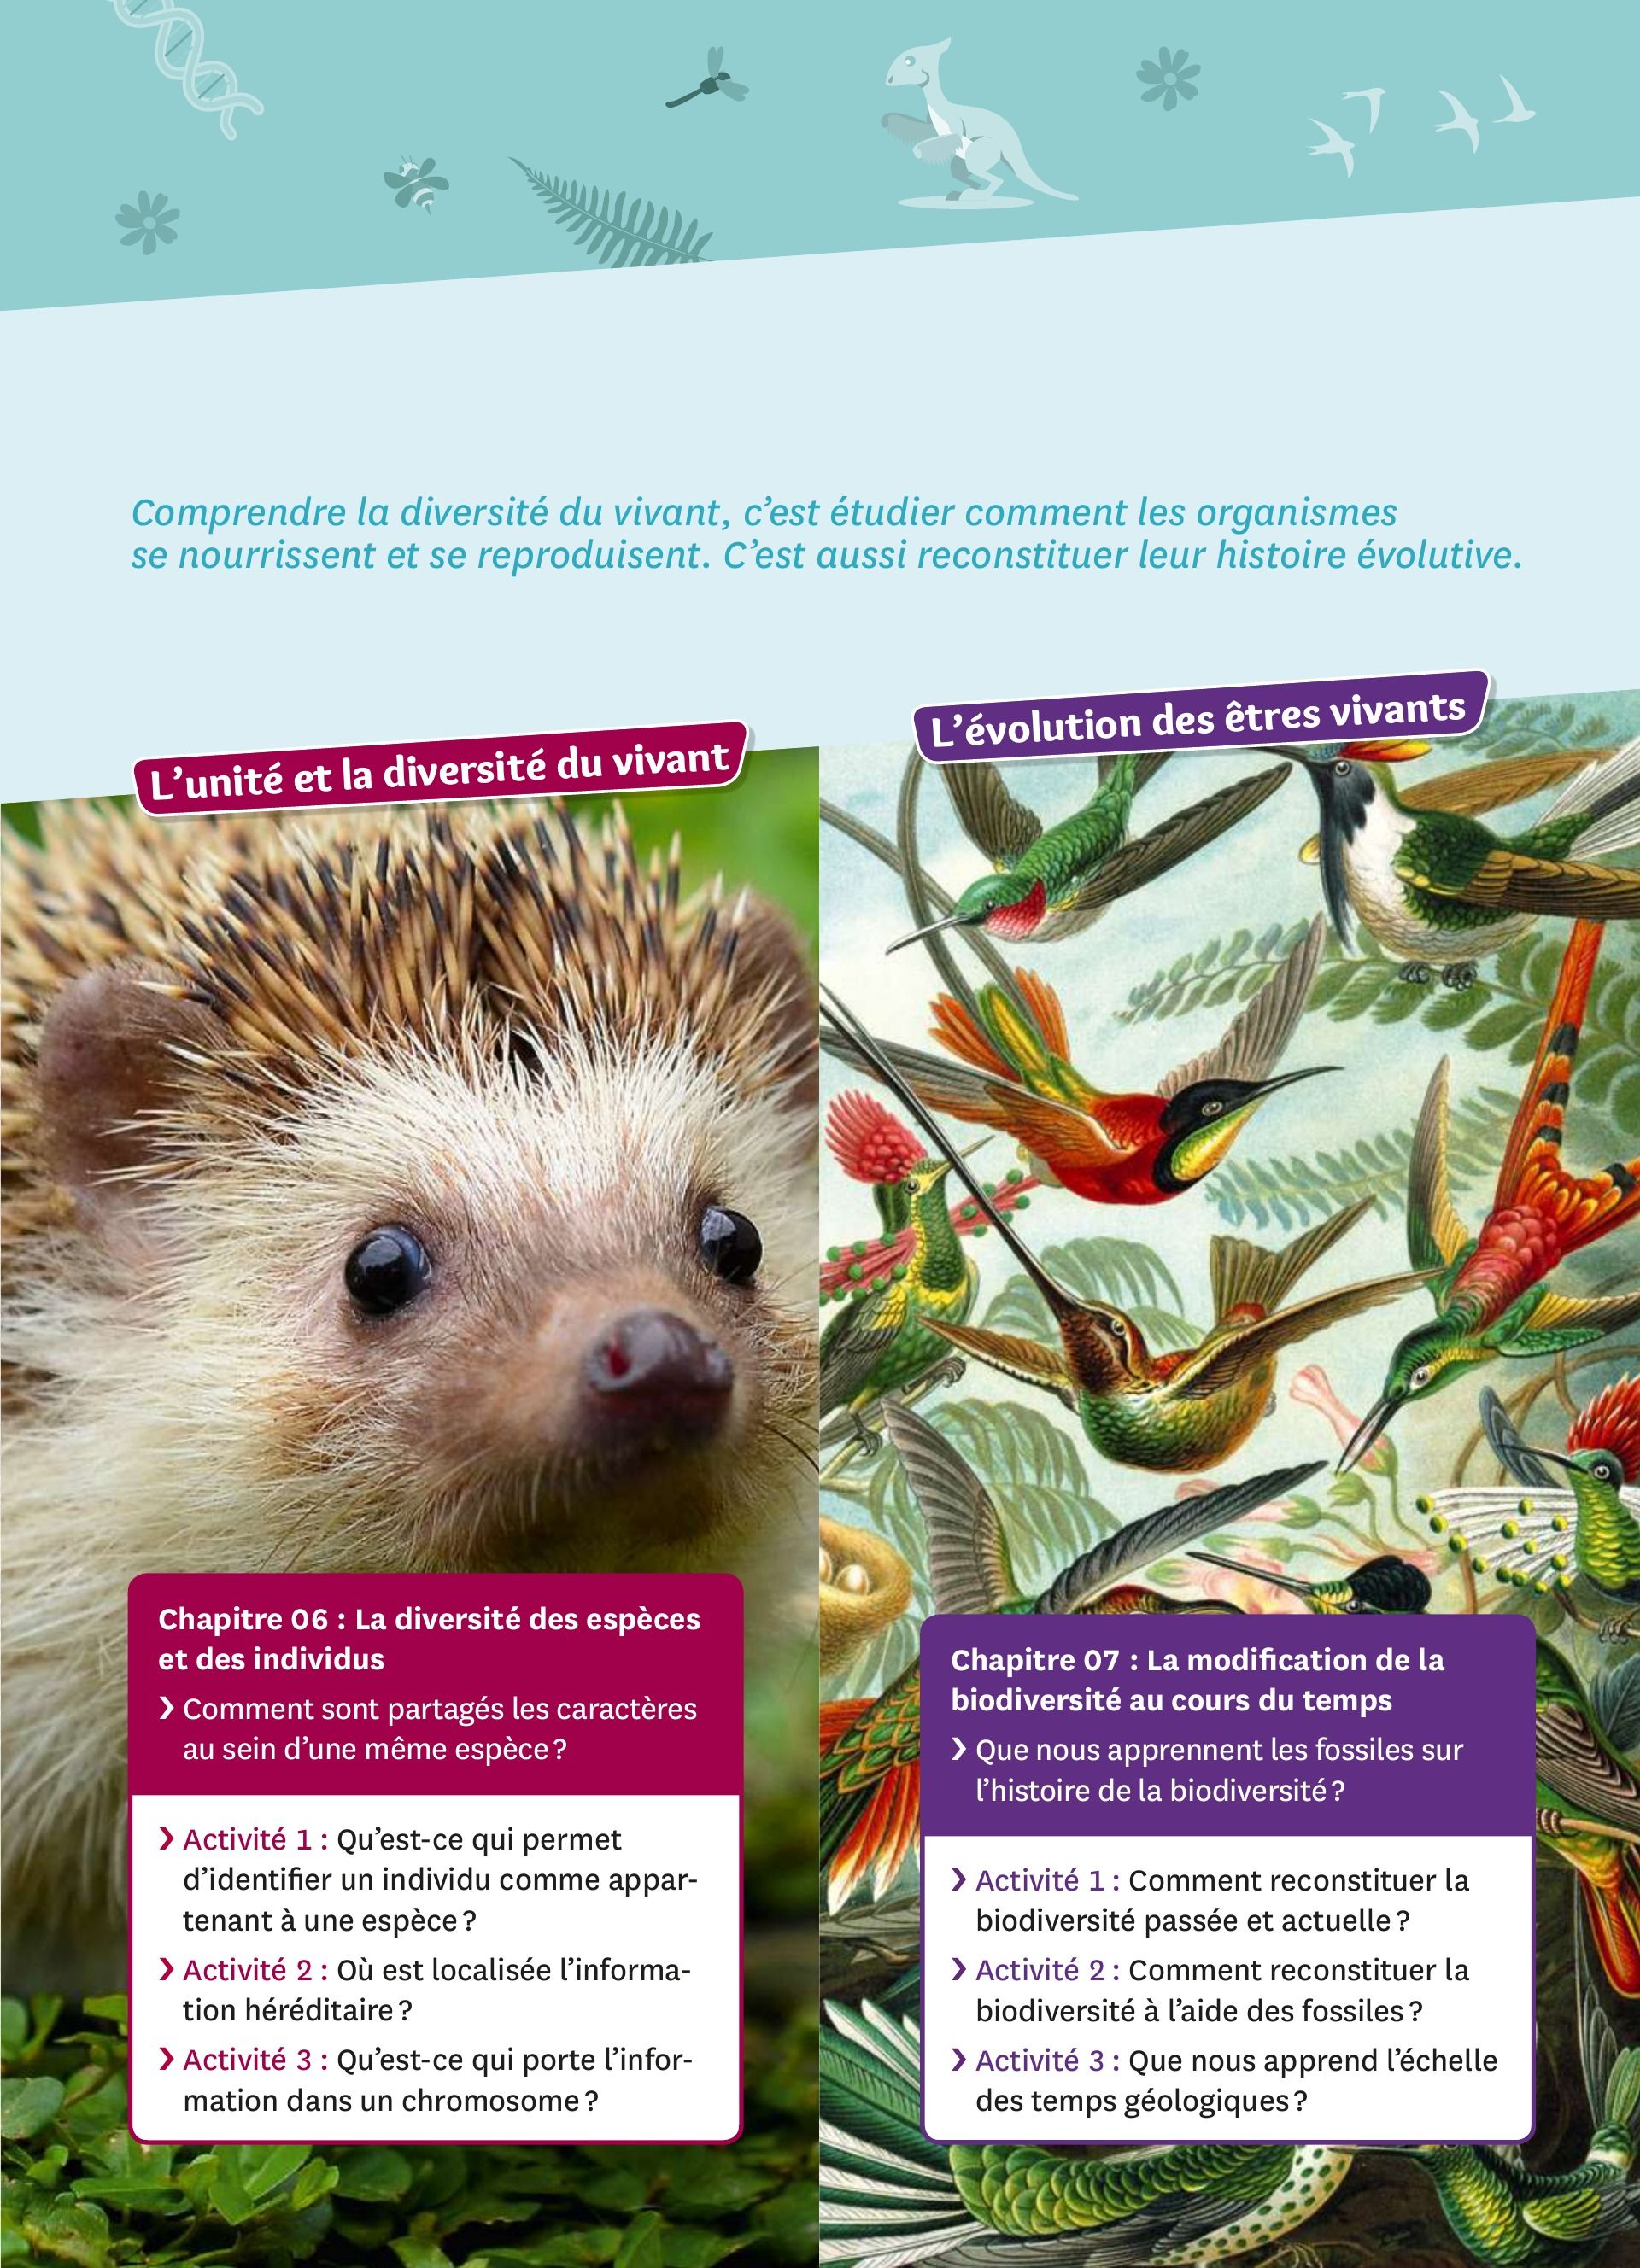 Comprendre la diversité du vivant, c’est étudier comment les organismes
se nourrissent et se reproduisent. C’est aussi reconstituer leur histoire évolutive.
L’unité et la diversité du vivant
Chapitre 06 : La diversité des espèces
et des individus
❯ Comment sont partagés les caractères
au sein d’une même espèce ?
❯ Activité 1 : Qu’est-ce qui permet
d’identifier un individu comme appar-
tenant à une espèce ?
❯ Activité 2 : Où est localisée l’informa-
tion héréditaire ?
❯ Activité 3 : Qu’est-ce qui porte l’infor-
mation dans un chromosome ?
L’évolution des êtres vivants
Chapitre 07 : La modification de la
biodiversité au cours du temps
❯ Que nous apprennent les fossiles sur
l’histoire de la biodiversité ?
❯ Activité 1 : Comment reconstituer la
biodiversité passée et actuelle ?
❯ Activité 2 : Comment reconstituer la
biodiversité à l’aide des fossiles ?
❯ Activité 3 : Que nous apprend l’échelle
des temps géologiques ?